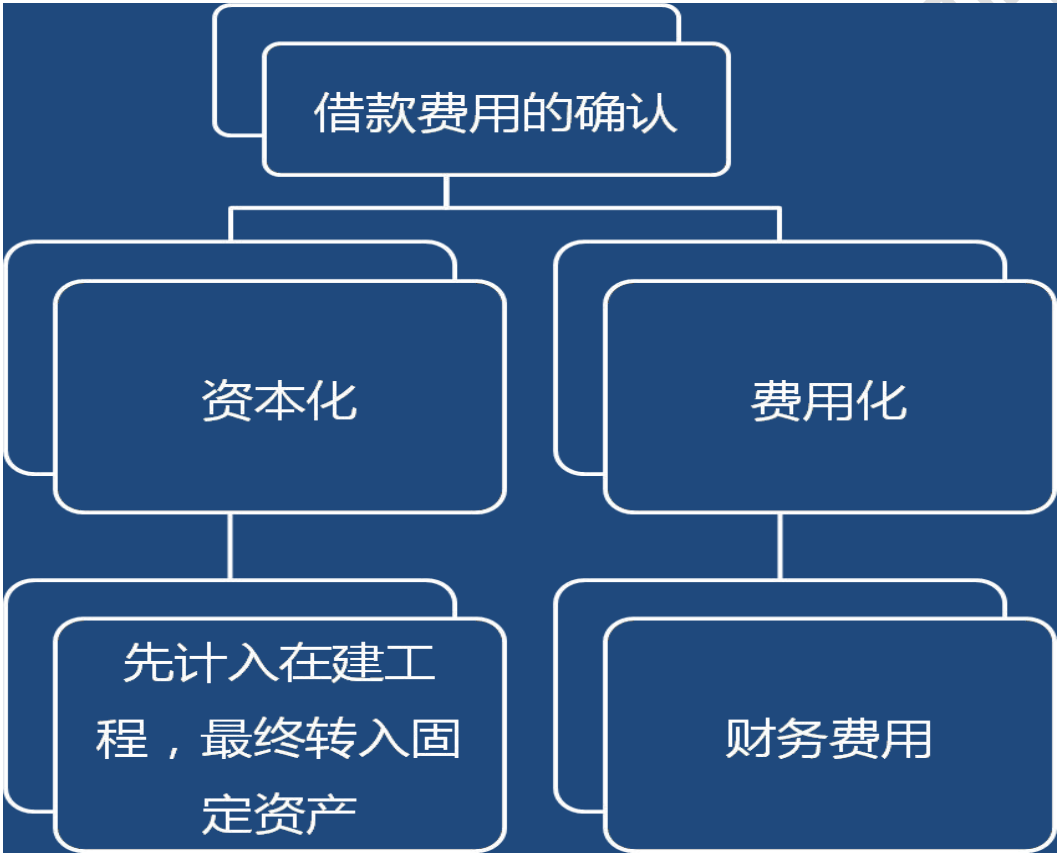 借款费用的确认
资本化
费用化
先计入在建工
程，最终转入固
定资产
财务费用